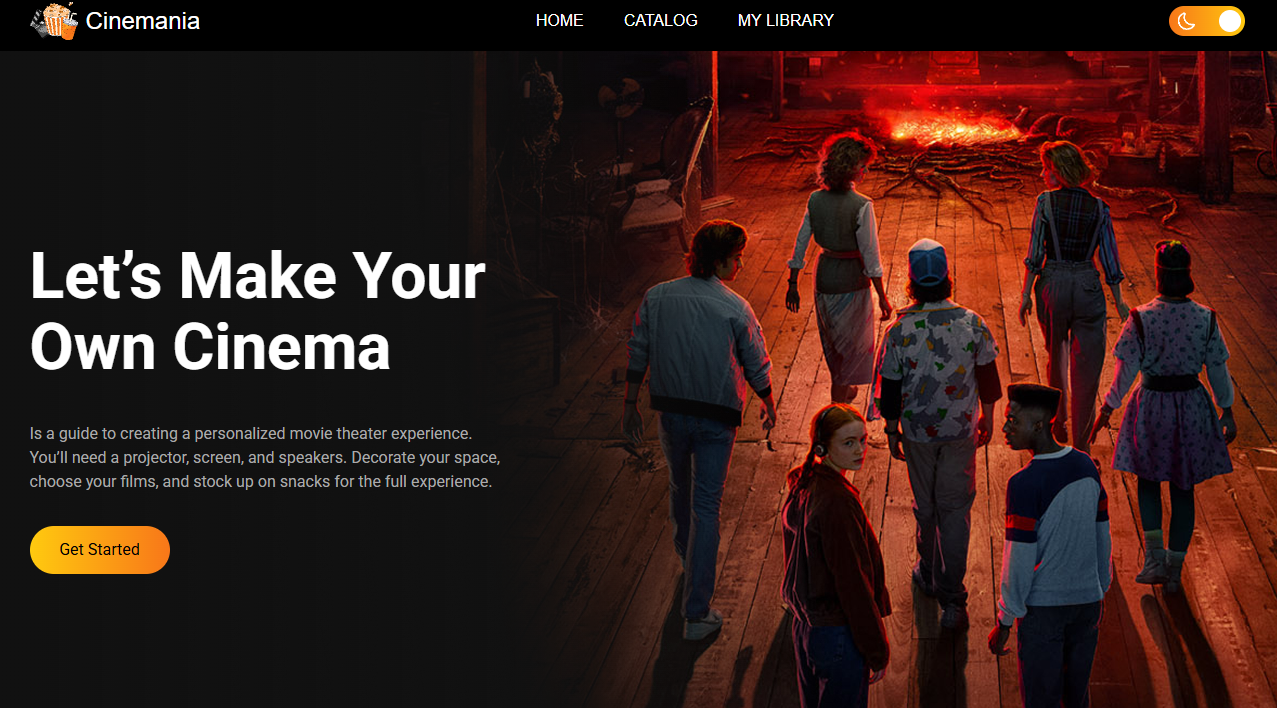 Cinemania
HOME
CATALOG
MY LIBRARY
Let’s Make Your
Own Cinema
Is a guide to creating a personalized movie theater experience.
You’ll need a projector, screen, and speakers. Decorate your space,
choose your films, and stock up on snacks for the full experience.
Get Started